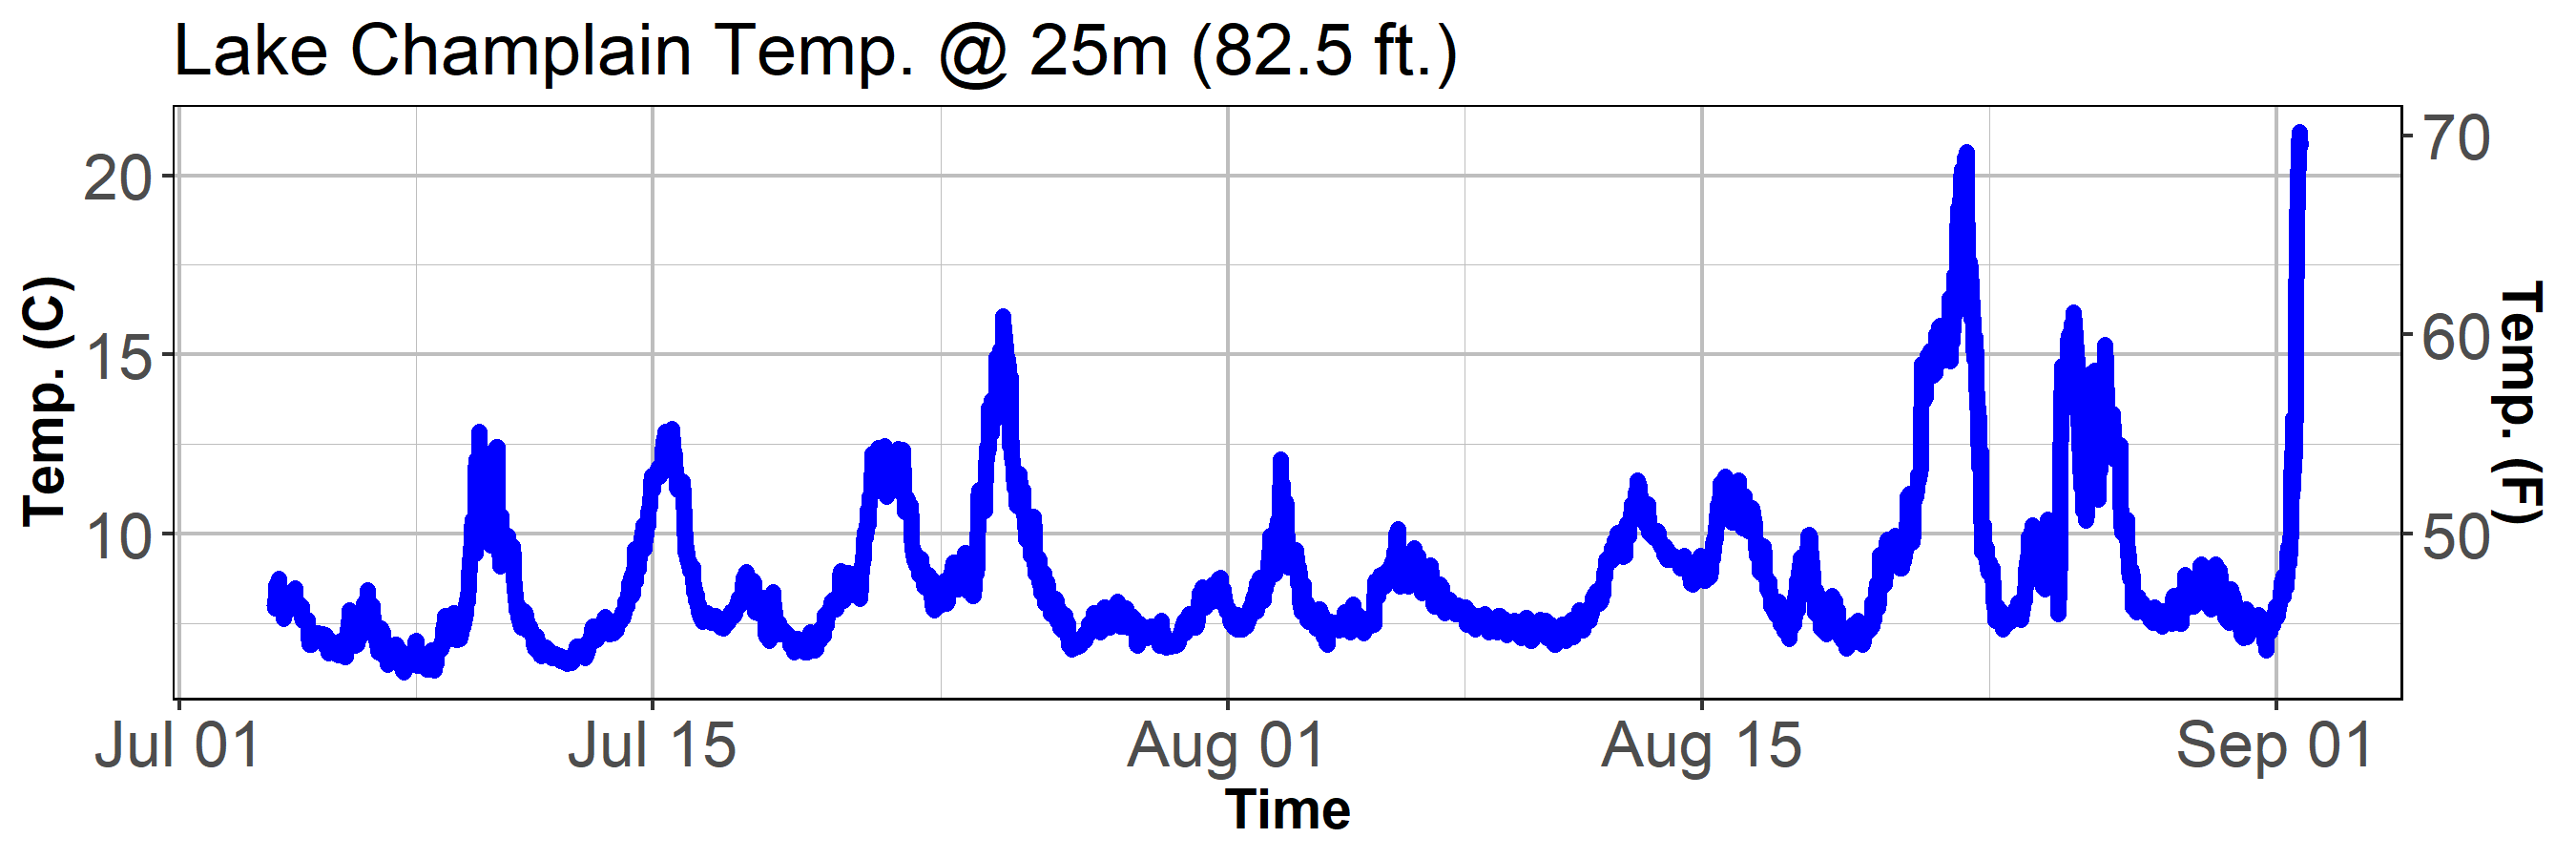 Lake Champlain Temp. @ 25m (82.5 ft.)
20
15
10
Temp. (C)
70
60
50
Temp. (F)
Jul 01 Jul 15 Aug 01 Aug 15 Sep 01
Time